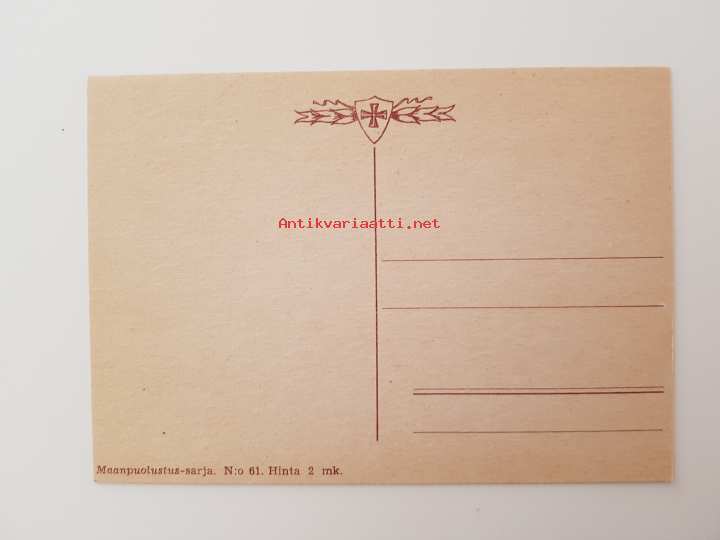 Antikvariaatti.net
Maanpuolustus-sarja. N:o 61. Hinta 2 mk.